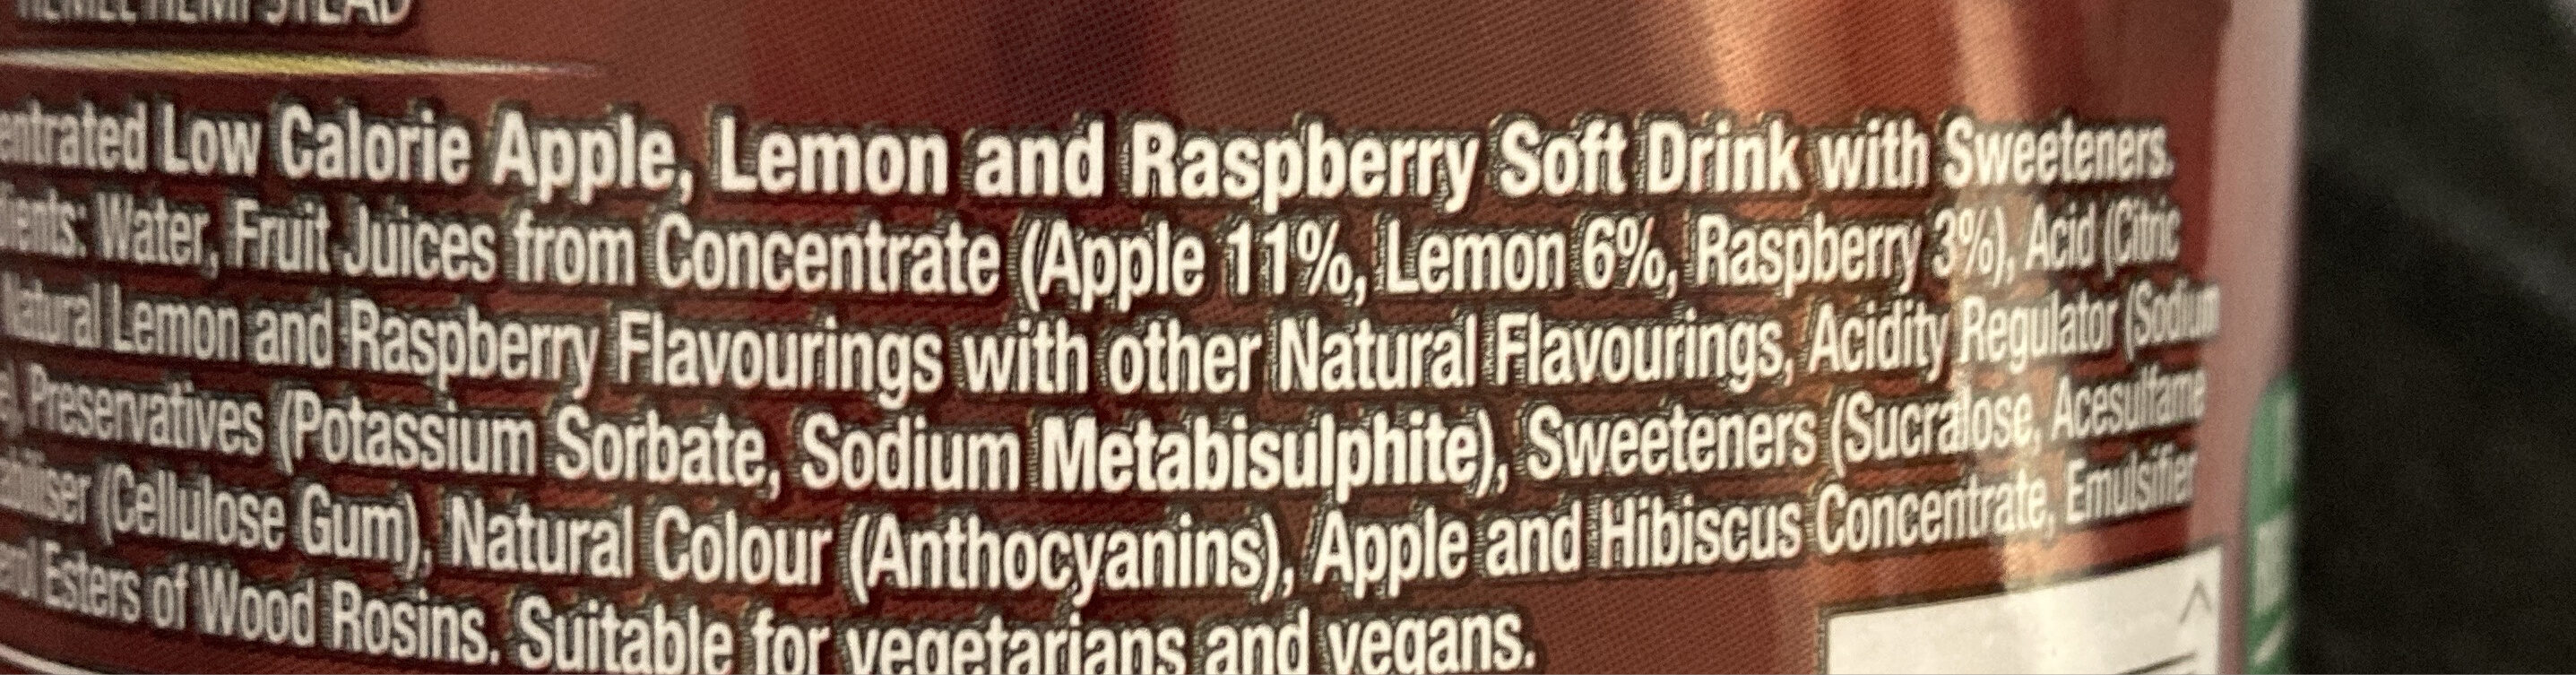 HEMEL HEMPSTEAD
entrated Low Calorie Apple, Lemon and Raspberry Soft Drink with Sweeteners.
ients: Water, Fruit Juices from Concentrate (Apple 11%, Lemon 6%, Raspberry 3%), Acid (Citric
Natural Lemon and Raspberry Flavourings with other Natural Flavourings, Acidity Regulator (Sodium
Preservatives (Potassium Sorbate, Sodium Metabisulphite), Sweeteners (Sucralose, Acesulfame
(Cellulose Gum), Natural Colour (Anthocyanins), Apple and Hibiscus Concentrate, Emulsifier
Esters of Wood Rosins. Suitable for vegetarians and vegans.